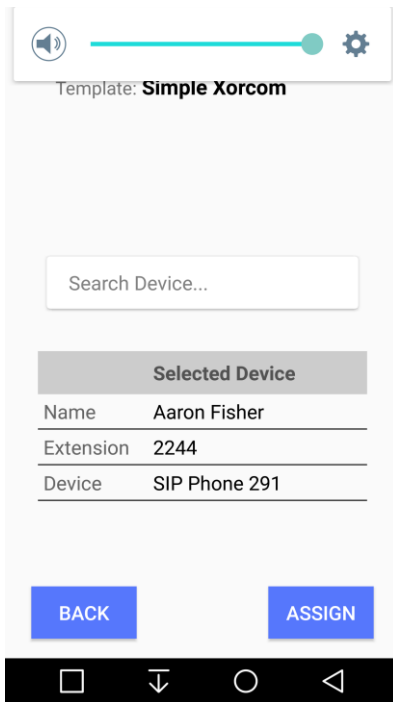 Template: Simple Xorcom
Search Device...
Selected Device
Name Aaron Fisher
Extension 2244
Device SIP Phone 291
BACK ASSIGN